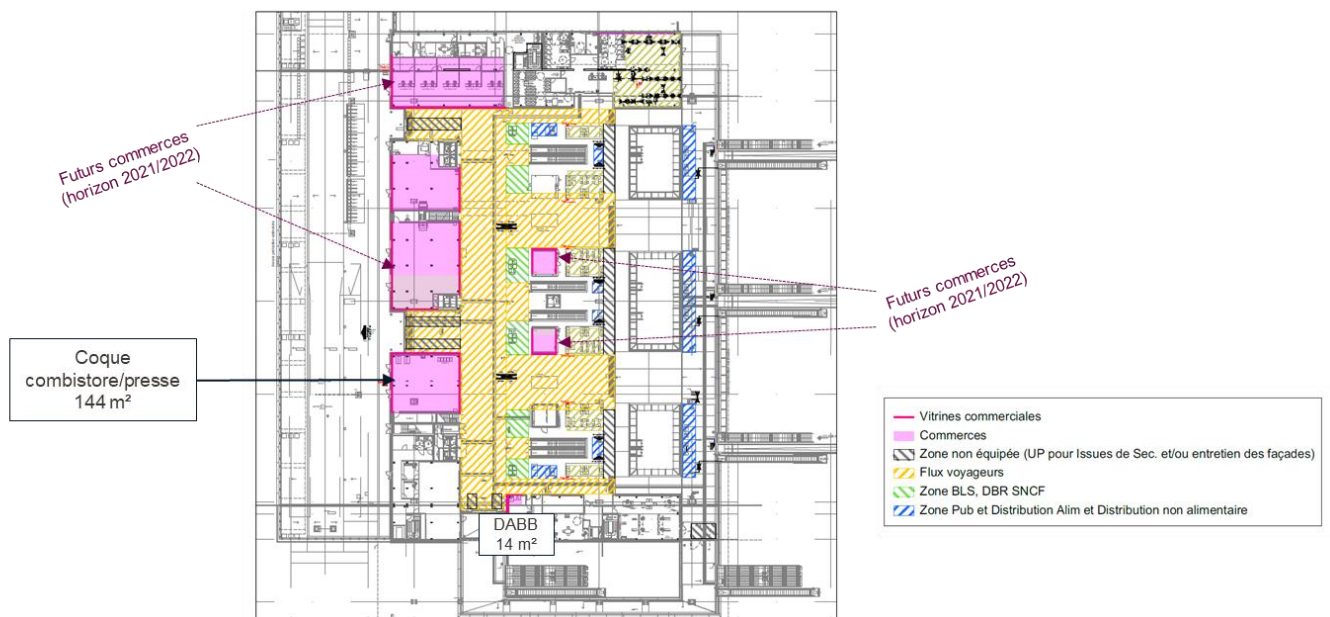 Futurs commerces
(horizon 2021/2022)
Futurs commerces
(horizon 2021/2022)
Coque
combistore/presse
144 m²
DABB
14 m²
Vitrines commerciales
Commerces
Zone non équipée (UP pour Issues de Sec. et/ou entretien des façades)
Flux voyageurs
Zone BLS, DBR SNCF
Zone Pub et Distribution Alim et Distribution non alimentaire